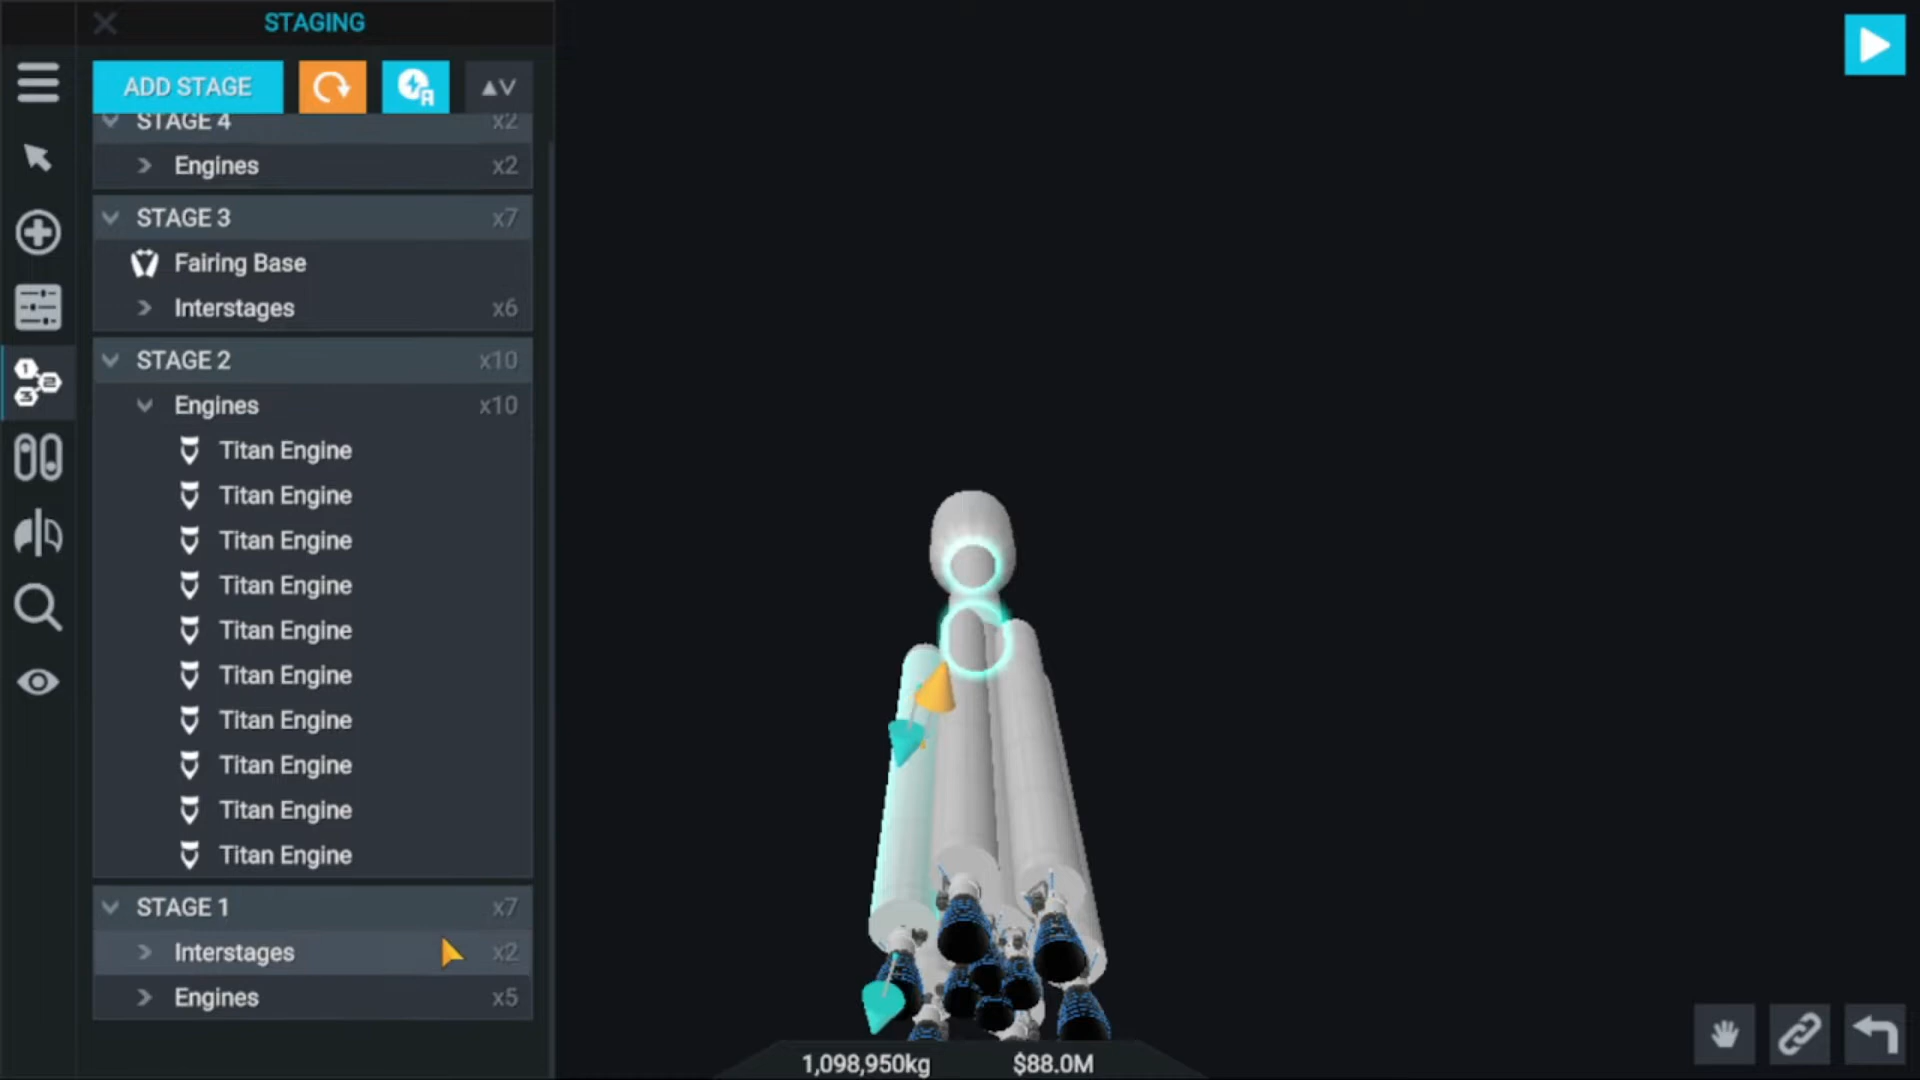 STAGING
ADD STAGE
STAGE 4 x2
Engines x2
STAGE 3 x7
Fairing Base
Interstages x6
STAGE 2 x10
Engines x10
Titan Engine
Titan Engine
Titan Engine
Titan Engine
Titan Engine
Titan Engine
Titan Engine
Titan Engine
Titan Engine
Titan Engine
STAGE 1 x7
Interstages x2
Engines x5
1,098,950kg $88.0M